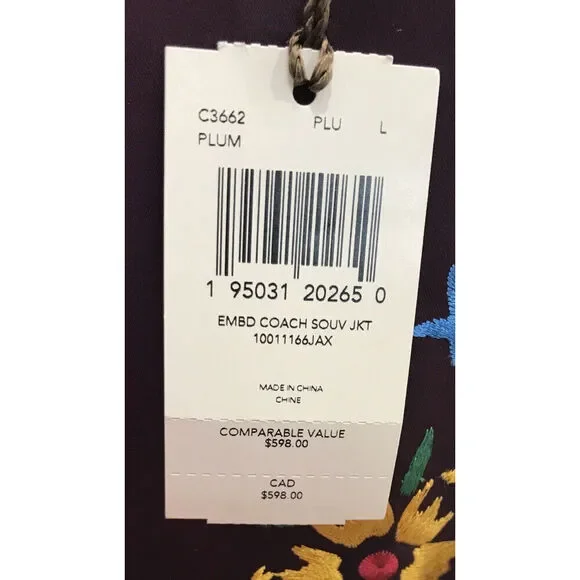 C3662 PLU L
PLUM
1 95031 20265 0
EMBD COACH SOUV JKT
10011166JAX
MADE IN CHINA
CHINE
COMPARABLE VALUE
$598.00
CAD
$598.00